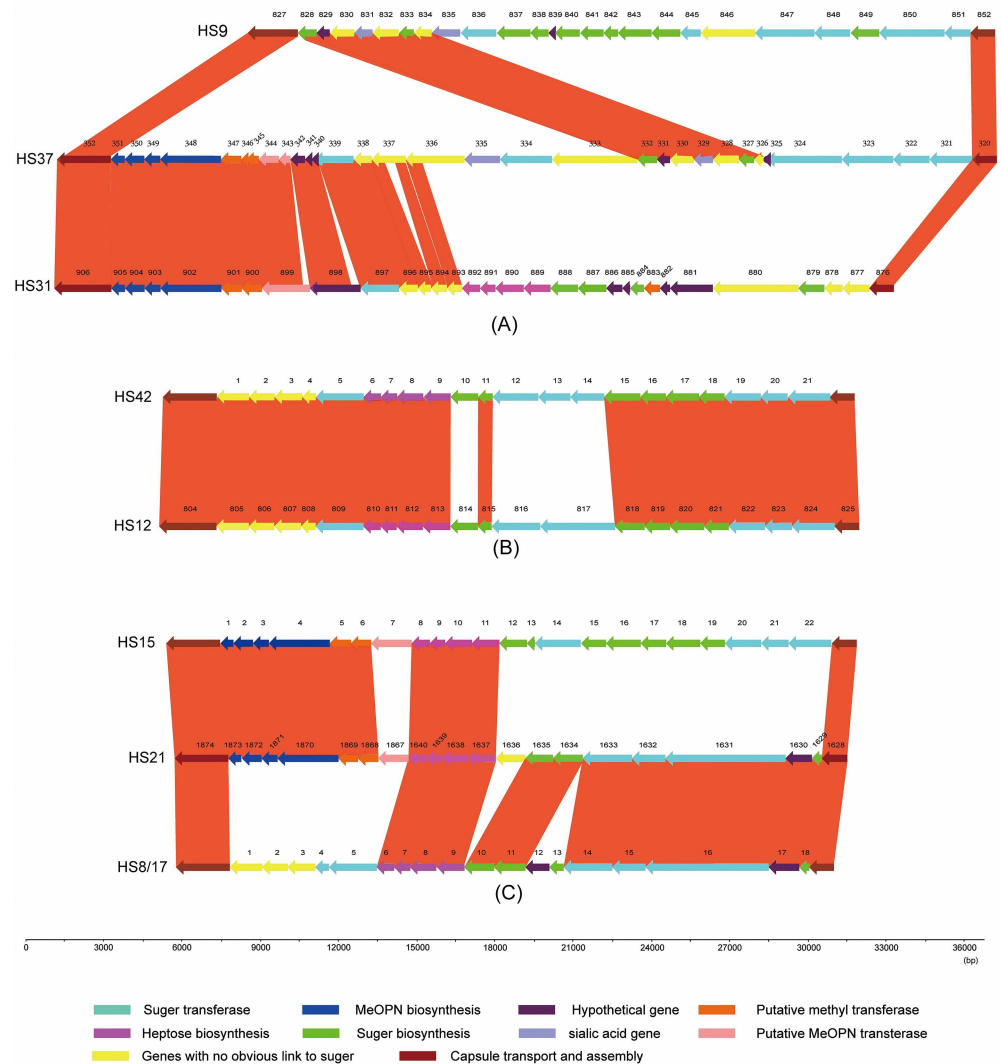 827 828 829 830 831 832 833 834 835 836 837 838 839 840 841 842 843 844 845 846 847 848 849 850 851 852
HS9
352 351 350 349 348 347 346 345 344 343 342 341 340 339 338 337 336 335 334 333 332 331 330 329 328 327 326 325 324 323 322 321 320
HS37
906 905 904 903 902 901 900 899 898 897 896 895 894 893 892 891 890 889 888 887 886 885 884 883 882 881 880 879 878 877 876
HS31
(A)
1 2 3 4 5 6 7 8 9 10 11 12 13 14 15 16 17 18 19 20 21
HS42
804 805 806 807 808 809 810 811 812 813 814 815 816 817 818 819 820 821 822 823 824 825
HS12
(B)
1 2 3 4 5 6 7 8 9 10 11 12 13 14 15 16 17 18 19 20 21 22
HS15
1874 1873 1872 1871 1870 1869 1868 1867 1640 1639 1638 1637 1636 1635 1634 1633 1632 1631 1630 1629 1628
HS21
1 2 3 4 5 6 7 8 9 10 11 12 13 14 15 16 17 18
HS8/17
(C)
0 3000 6000 9000 12000 15000 18000 21000 24000 27000 30000 33000 36000
(bp)
Suger transferase MeOPN biosynthesis Hypothetical gene Putative methyl transferase
Heptose biosynthesis Suger biosynthesis sialic acid gene Putative MeOPN transterase
Genes with no obvious link to suger Capsule transport and assembly